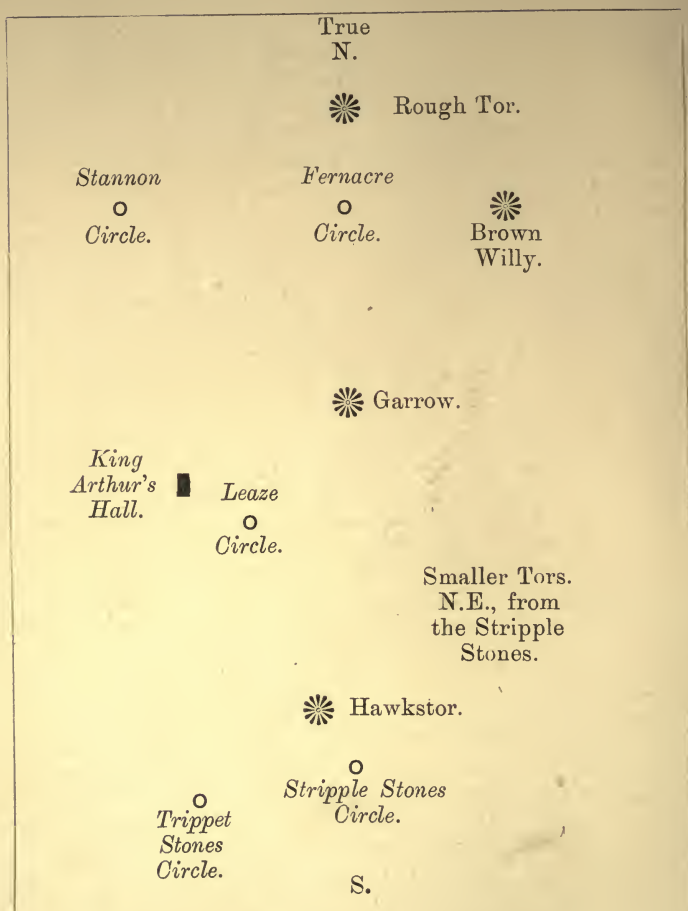 True
N.
Rough Tor.
Stannon
Circle.
Fernacre
Circle.
Brown
Willy.
Garrow.
King
Arthur's
Hall.
Leaze
Circle.
Smaller Tors.
N.E., from
the Stripple
Stones.
Hawkstor.
Stripple Stones
Circle.
Trippet
Stones
Circle.
S.